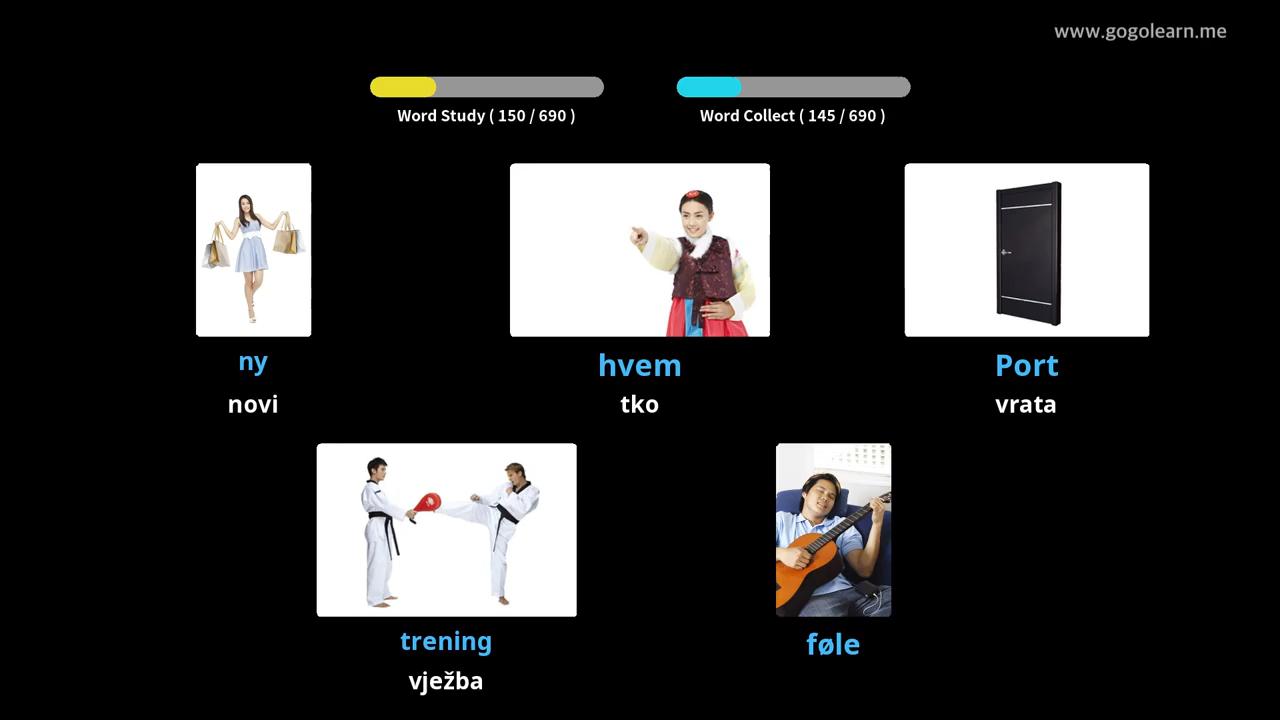 www.gogolearn.me
Word Study ( 150 / 690 )
Word Collect ( 145 / 690 )
ny
novi
hvem
tko
Port
vrata
trening
vježba
føle